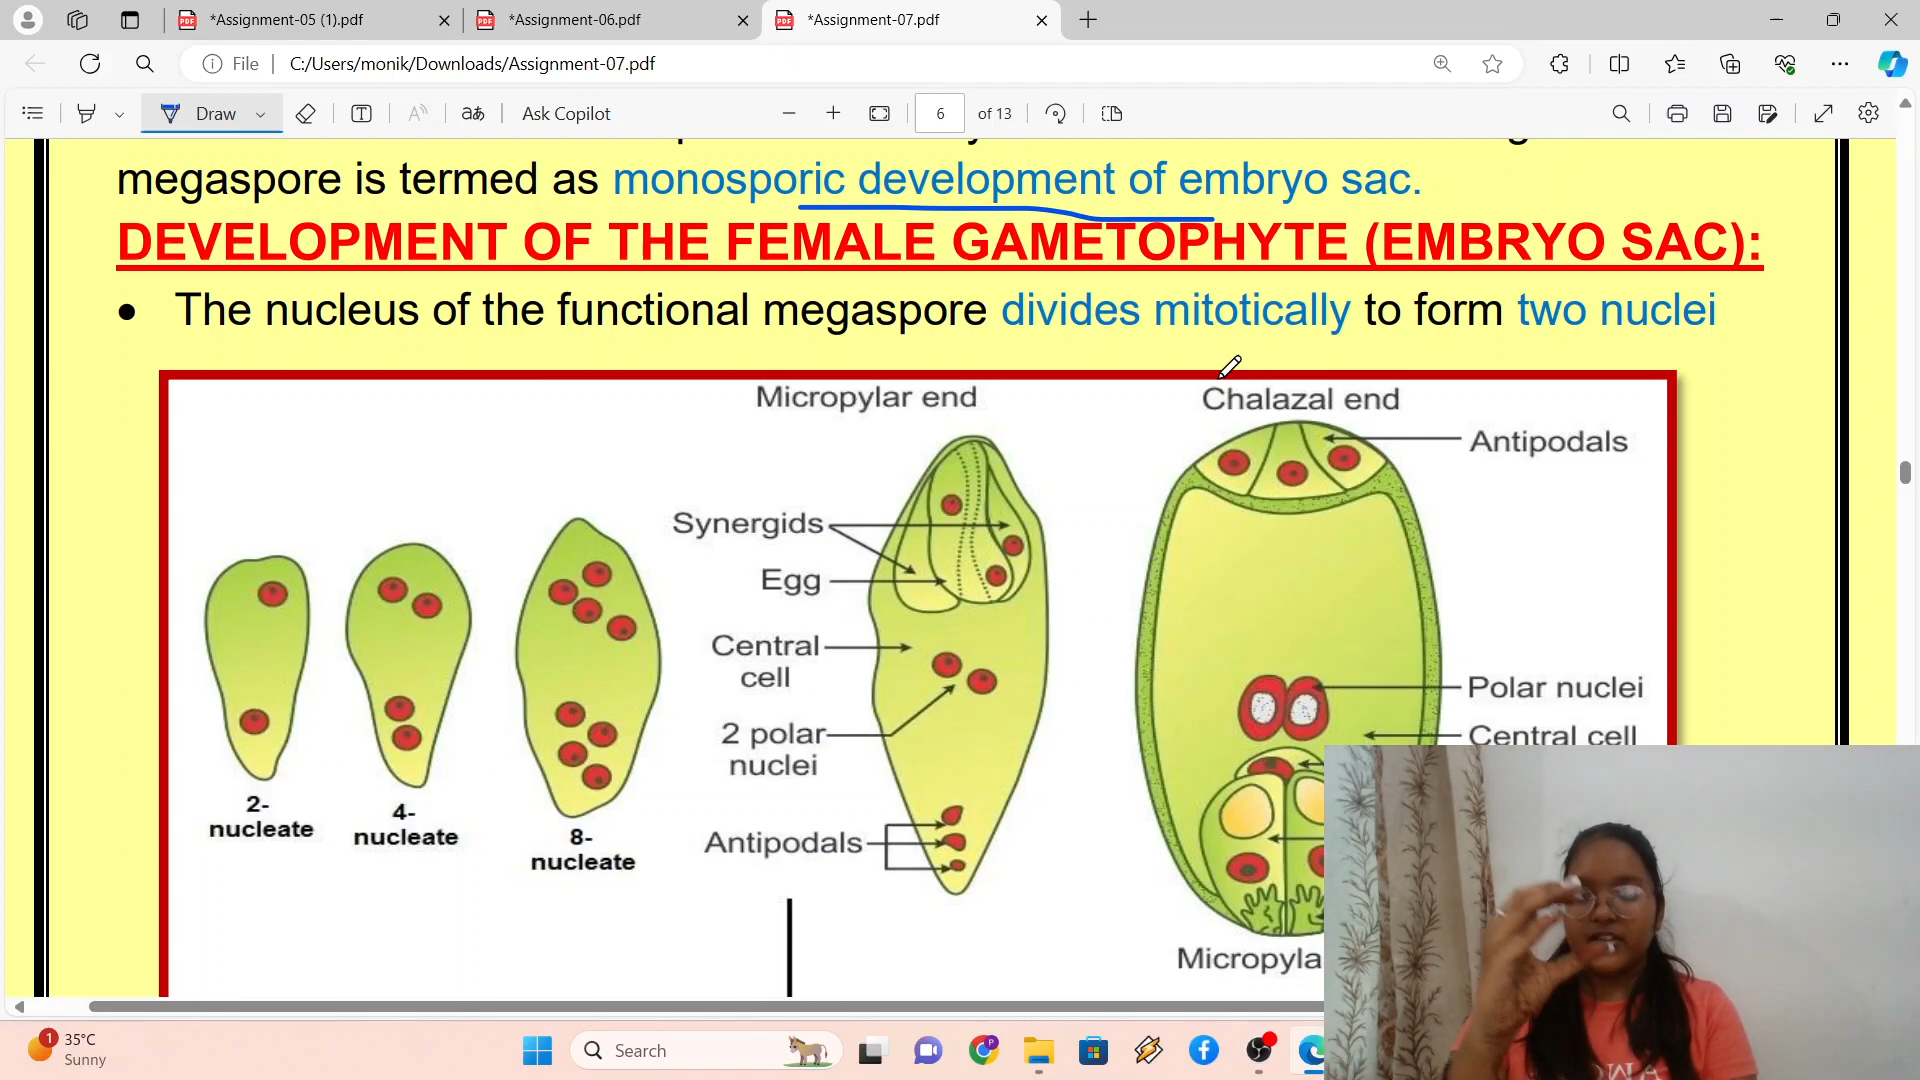 *Assignment-05 (1).pdf
*Assignment-06.pdf
*Assignment-07.pdf
File
C:/Users/monik/Downloads/Assignment-07.pdf
Draw
aあ
Ask Copilot
6 of 13
megaspore is termed as monosporic development of embryo sac.
DEVELOPMENT OF THE FEMALE GAMETOPHYTE (EMBRYO SAC):
• The nucleus of the functional megaspore divides mitotically to form two nuclei
Micropylar end
Chalazal end
Antipodals
Synergids
Egg
Central
cell
2 polar
nuclei
Antipodals
Polar nuclei
Central cell
2-
nucleate
4-
nucleate
8-
nucleate
Micropyla
1
35°C
Sunny
Search